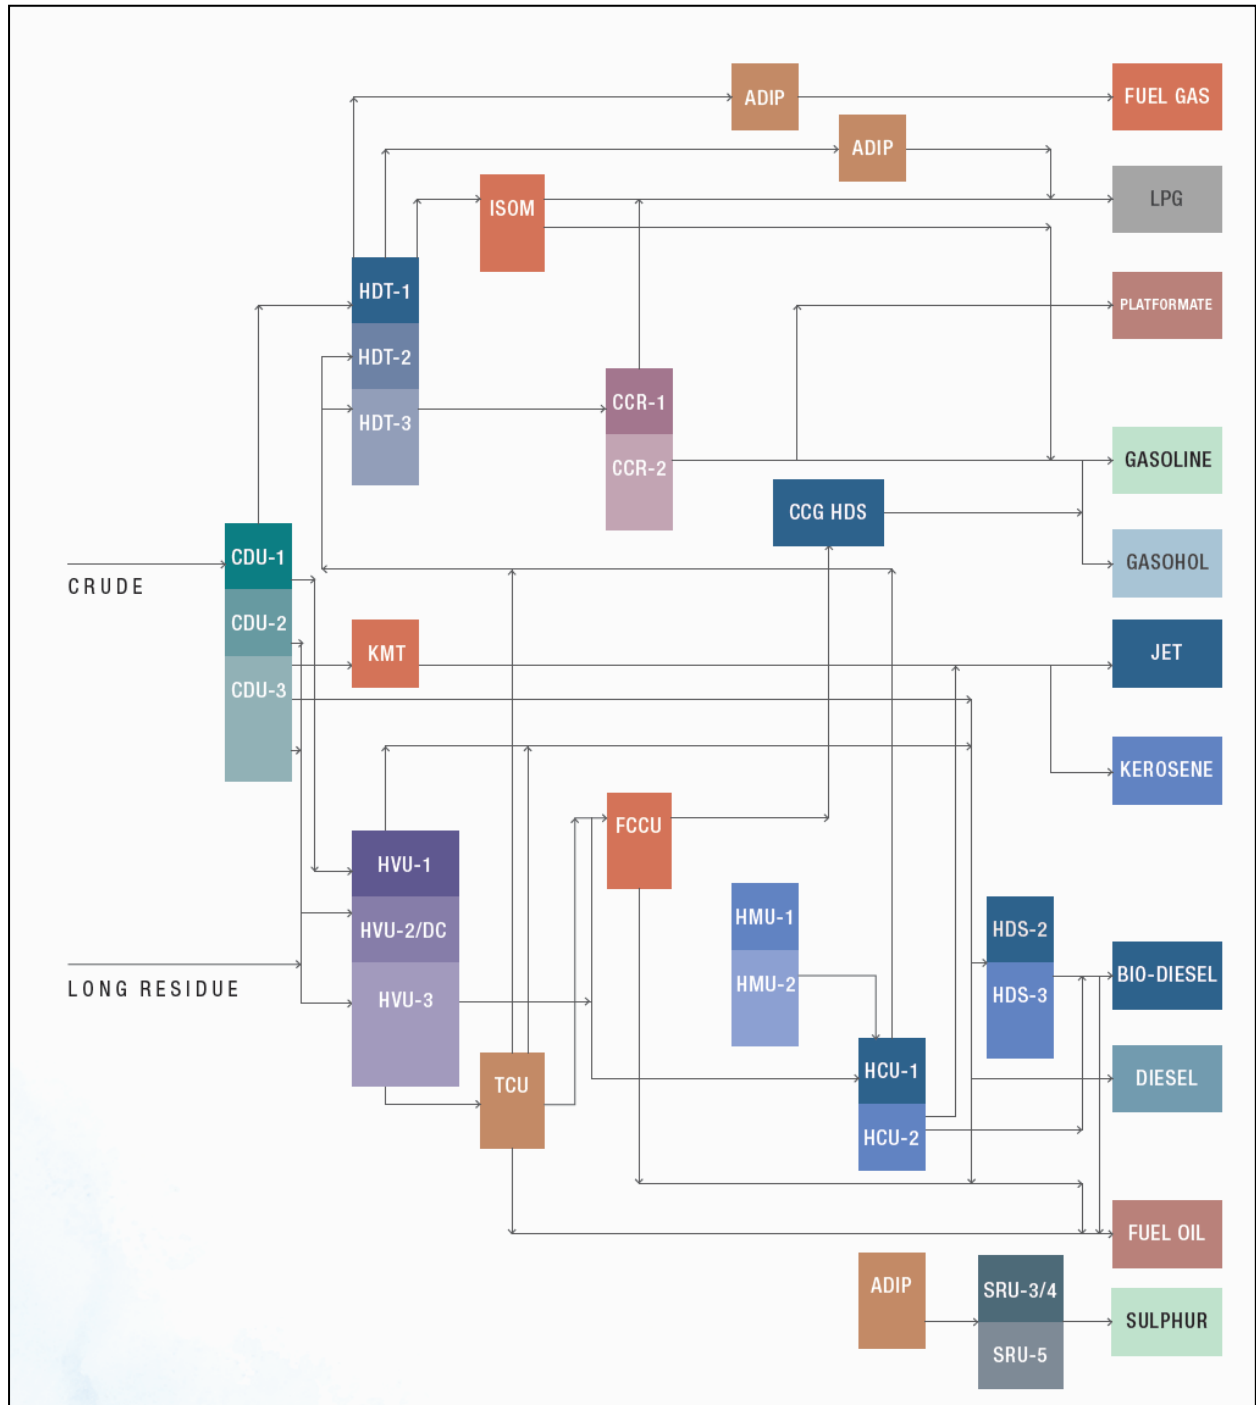 ADIP
FUEL GAS
ADIP
LPG
ISOM
HDT-1
PLATFORMATE
HDT-2
HDT-3
CCR-1
CCR-2
GASOLINE
CCG HDS
CDU-1
GASOHOL
CRUDE
CDU-2
KMT
JET
CDU-3
KEROSENE
FCCU
HVU-1
HMU-1
HVU-2/DC
HDS-2
BIO-DIESEL
LONG RESIDUE
HVU-3
HMU-2
HDS-3
TCU
HCU-1
DIESEL
HCU-2
FUEL OIL
ADIP
SRU-3/4
SULPHUR
SRU-5